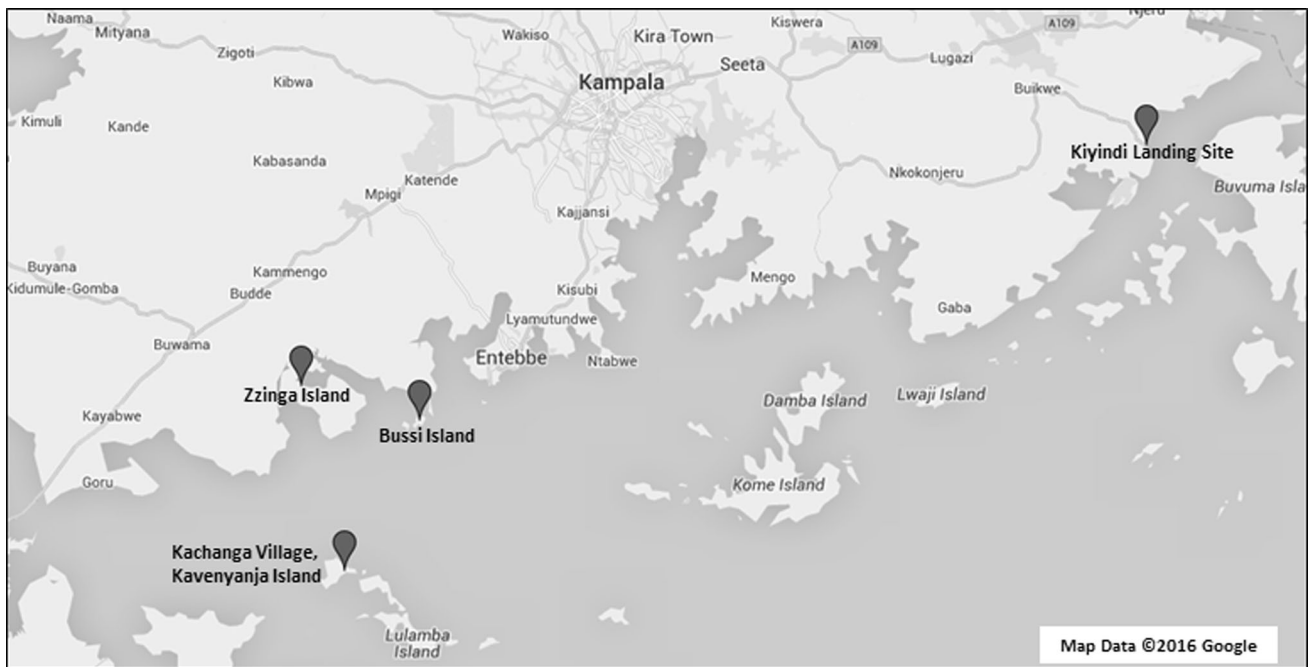 Naama
Mityana
Zigoti
Kibwa
Kimuli
Kande
Kabasanda
Wakiso
Kira Town
Kampala
Seeta
Kiswera
A109
A109
Lugazi
Buikwe
Kiyindi Landing Site
Buvuma Isla
Nkokonjeru
Katende
Mpigi
Kajjansi
Buyana
Kidumule-Gomba
Kammengo
Budde
Kisubi
Mengo
Gaba
Lyamutundwe
Entebbe
Ntabwe
Buwama
Zzinga Island
Bussi Island
Kayabwe
Goru
Damba Island
Lwaji Island
Kome Island
Kachanga Village,
Kavenyanja Island
Lulamba
Island
Map Data ©2016 Google